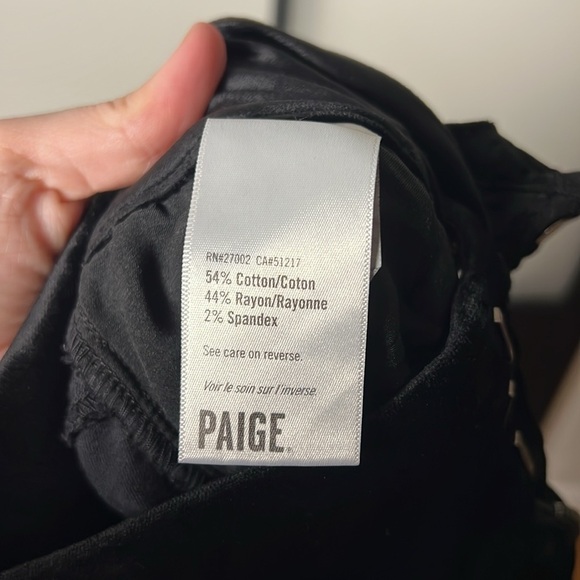 RN#27002 CA#51217
54% Cotton/Coton
44% Rayon/Rayonne
2% Spandex
See care on reverse.
Voir le soin sur l'inverse.
PAIGE®